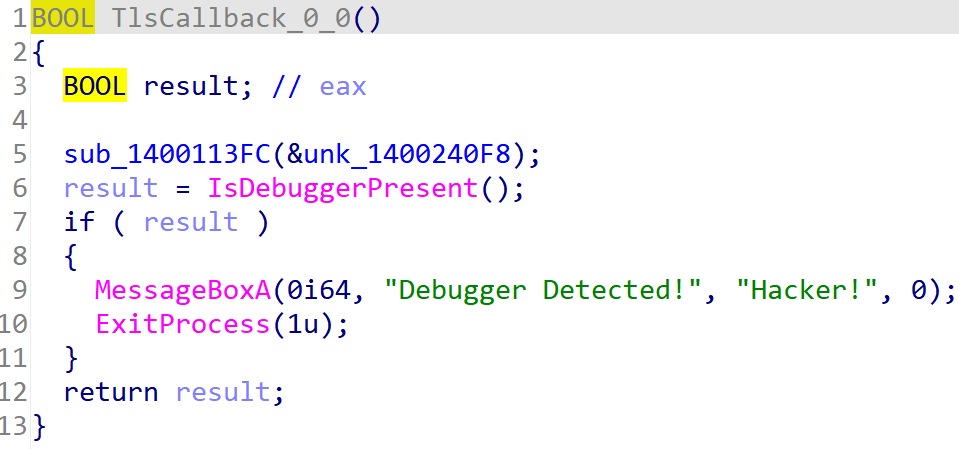 1 BOOL TlsCallback_0_0()
2 {
3   BOOL result; // eax
4
5   sub_1400113FC(&unk_1400240F8);
6   result = IsDebuggerPresent();
7   if ( result )
8   {
9     MessageBoxA(0i64, "Debugger Detected!", "Hacker!", 0);
10     ExitProcess(1u);
11   }
12   return result;
13 }